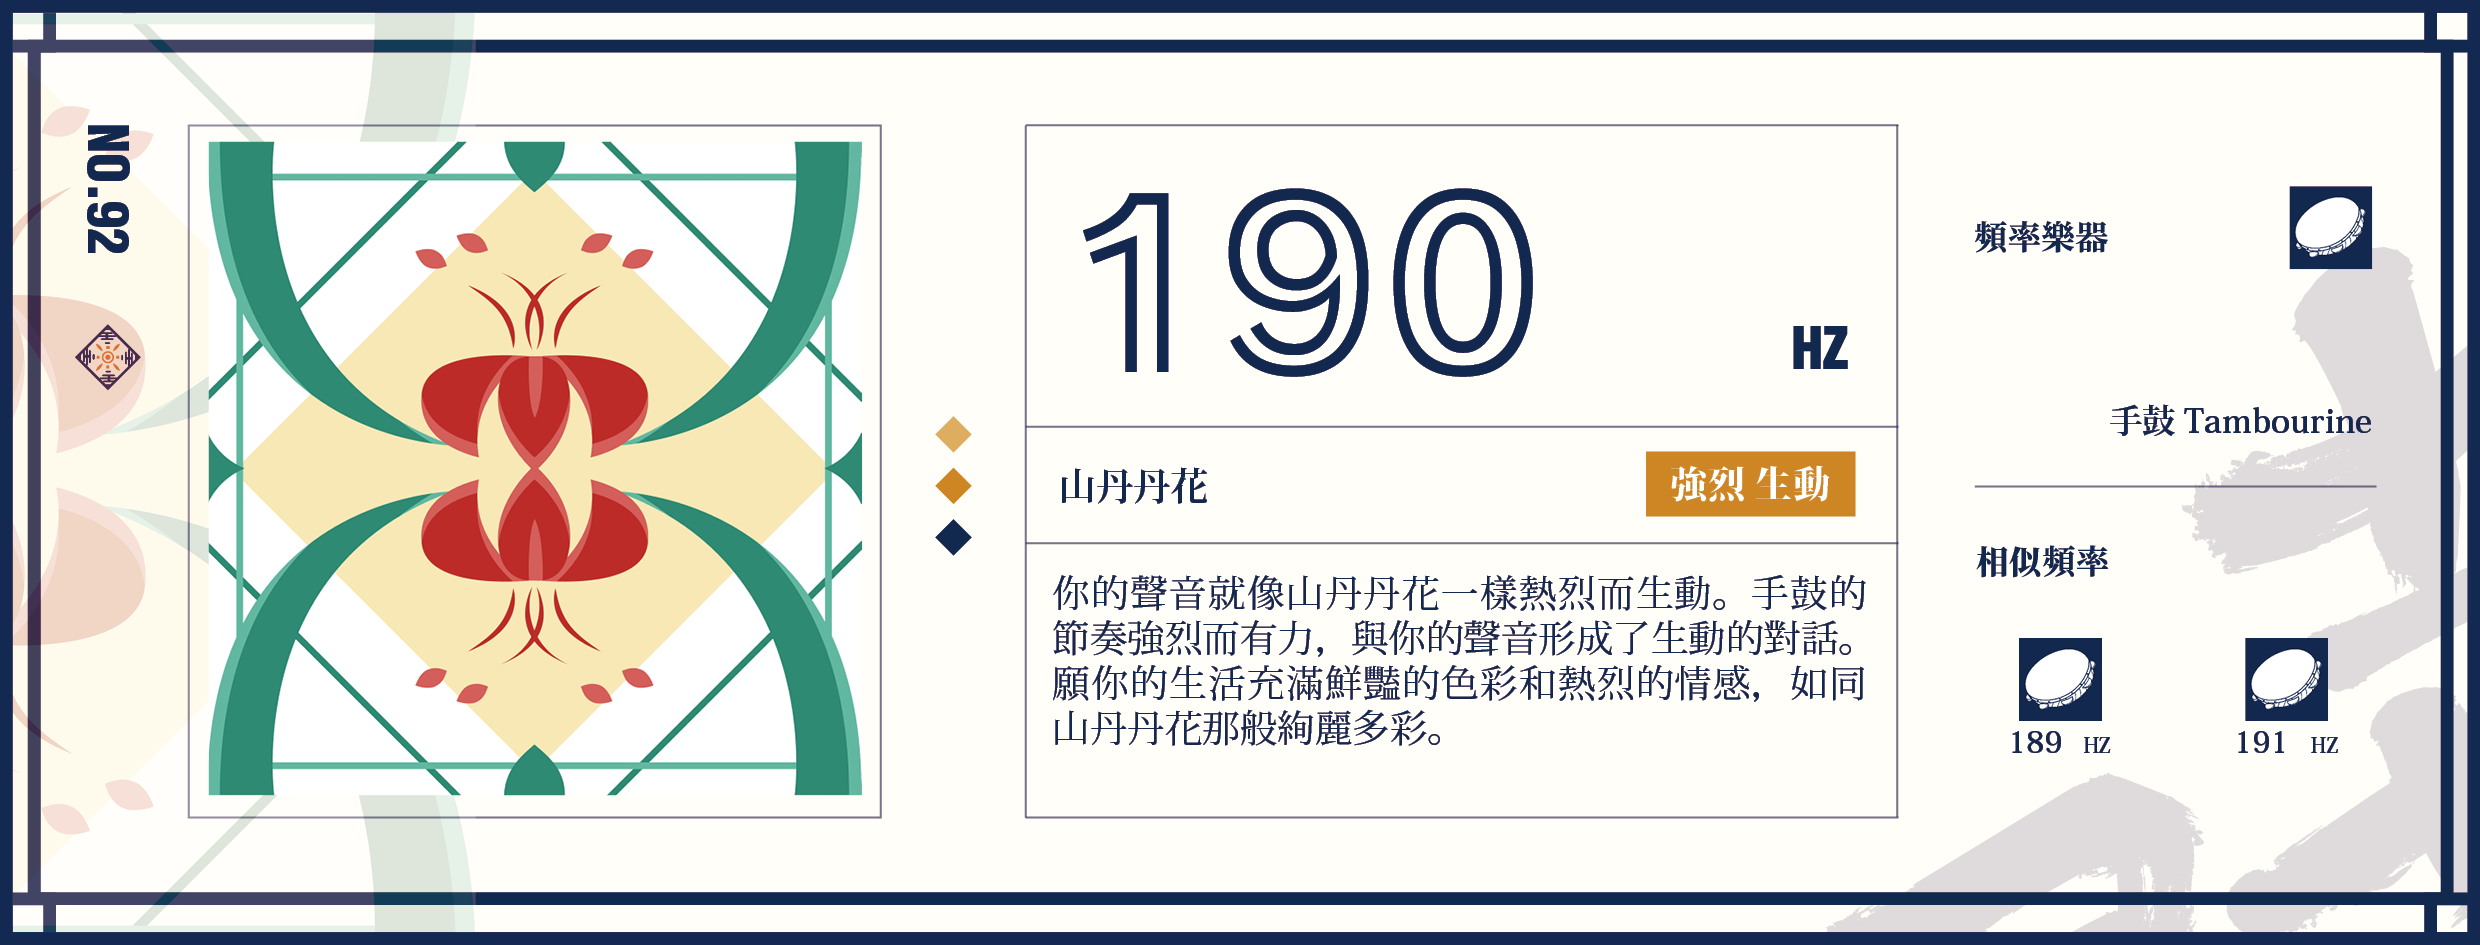 NO.92
190
HZ
山丹丹花
強烈 生動
你的聲音就像山丹丹花一樣熱烈而生動。手鼓的
節奏強烈而有力，與你的聲音形成了生動的對話。
願你的生活充滿鮮豔的色彩和熱烈的情感，如同
山丹丹花那般絢麗多彩。
頻率樂器
手鼓 Tambourine
相似頻率
189 HZ
191 HZ